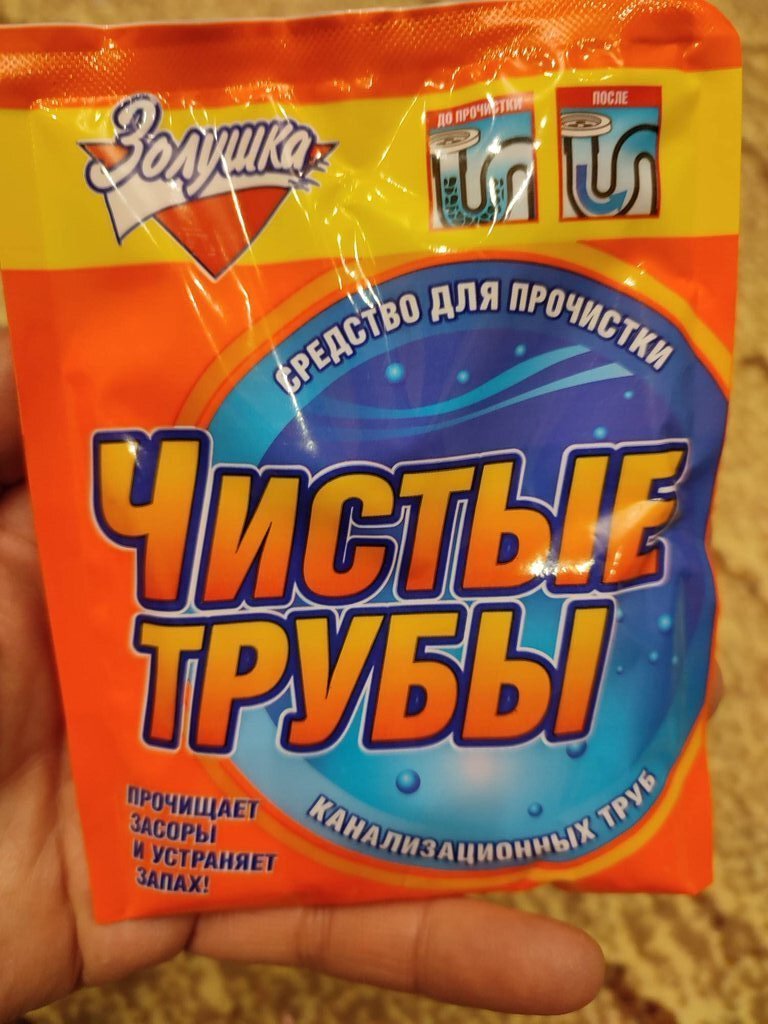 Золушка
ДО ПРОЧИСТКИ
ПОСЛЕ
СРЕДСТВО ДЛЯ ПРОЧИСТКИ
ЧИСТЫЕ
ТРУБЫ
КАНАЛИЗАЦИОННЫХ ТРУБ
ПРОЧИЩАЕТ
ЗАСОРЫ
И УСТРАНЯЕТ
ЗАПАХ!